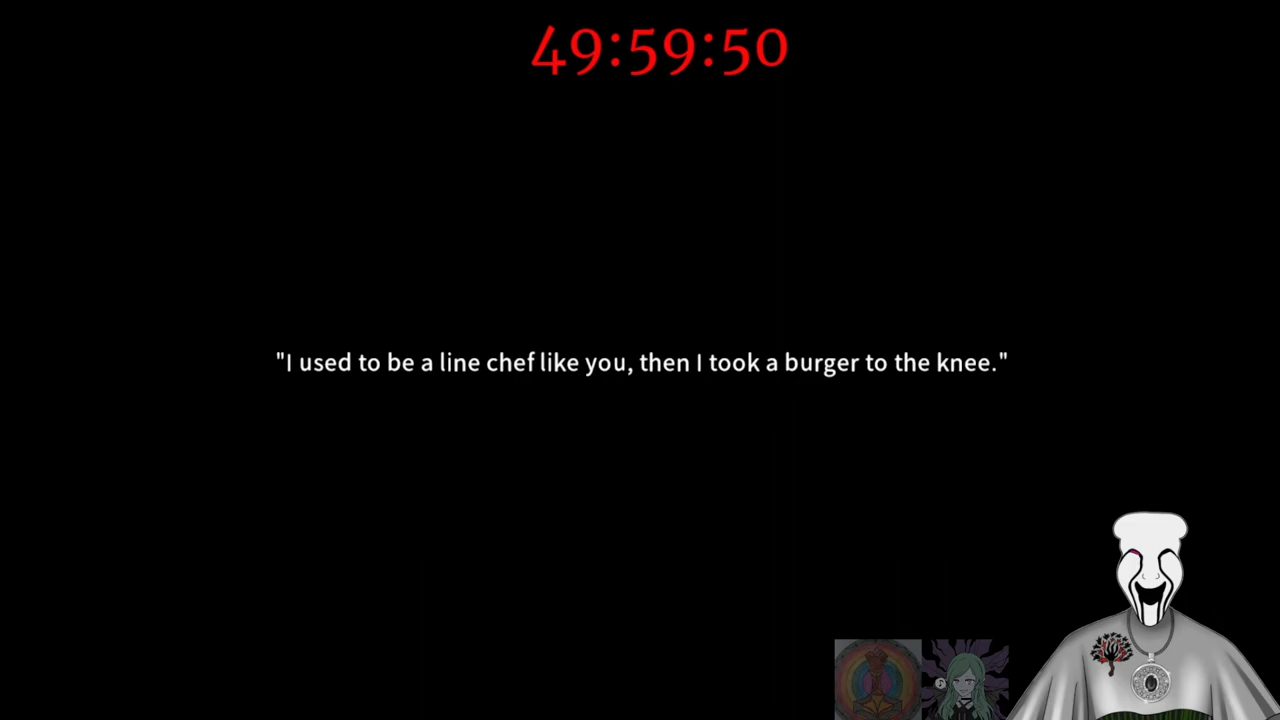 49:59:50
"I used to be a line chef like you, then I took a burger to the knee."